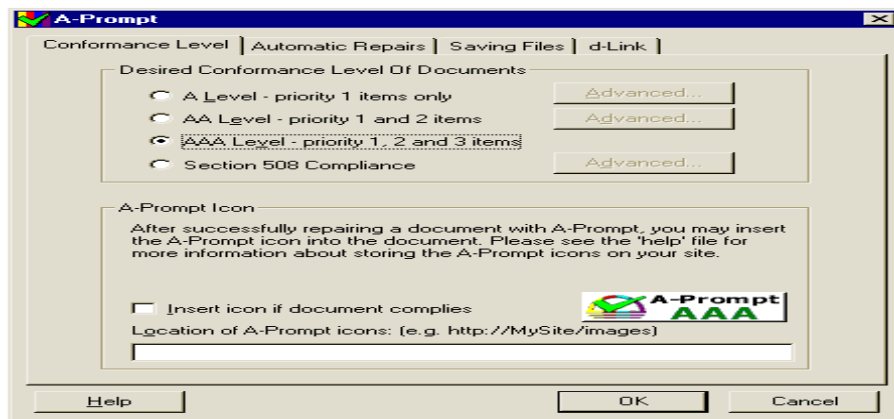 A-Prompt
Conformance Level Automatic Repairs Saving Files d-Link
Desired Conformance Level Of Documents
A Level - priority 1 items only Advanced...
AA Level - priority 1 and 2 items Advanced...
AAA Level - priority 1, 2 and 3 items
Section 508 Compliance Advanced...
A-Prompt Icon
After successfully repairing a document with A-Prompt, you may insert
the A-Prompt icon into the document. Please see the 'help' file for
more information about storing the A-Prompt icons on your site.
Insert icon if document complies
A-Prompt
AAA
Location of A-Prompt icons: (e.g. http://MySite/images)
Help OK Cancel